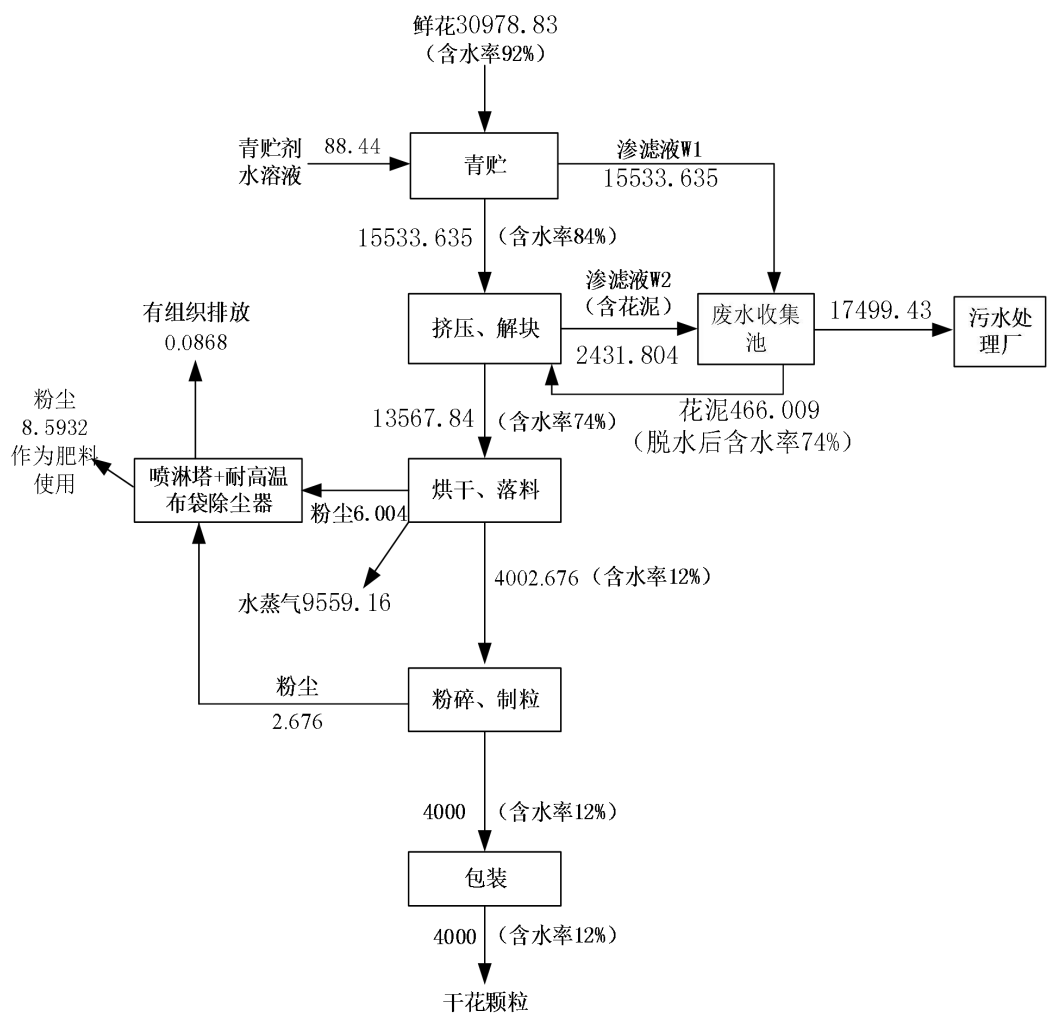 鲜花30978.83
（含水率92%）
青贮剂
水溶液
88.44
青贮
渗滤液W1
15533.635
15533.635
（含水率84%）
渗滤液W2
（含花泥）
2431.804
挤压、解块
废水收集
池
17499.43
污水处
理厂
花泥466.009
（脱水后含水率74%）
13567.84
（含水率74%）
有组织排放
0.0868
粉尘
8.5932
作为肥料
使用
喷淋塔+耐高温
布袋除尘器
粉尘6.004
烘干、落料
水蒸气9559.16
4002.676
（含水率12%）
粉尘
2.676
粉碎、制粒
4000
（含水率12%）
包装
4000
（含水率12%）
干花颗粒